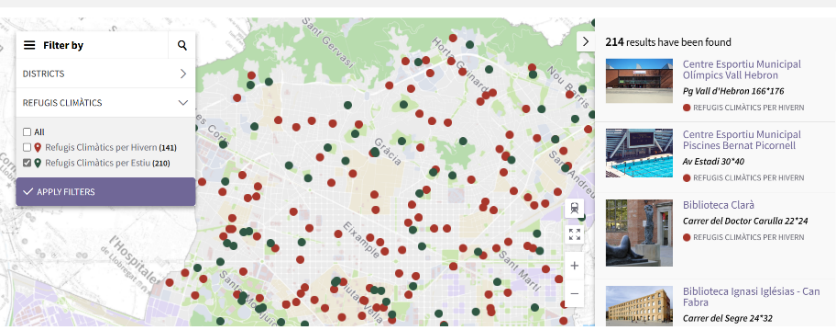 Filter by
DISTRICTS
REFUGIS CLIMÀTICS
All
Refugis Climàtics per Hivern (141)
Refugis Climàtics per Estiu (210)
APPLY FILTERS
Sant Gervasi
Horta
Nou Barris
Gràcia
Sant Andreu
Eixample
l'Hospitalet
de Llobregat
Sant Martí
214 results have been found
Centre Esportiu Municipal
Olímpics Vall Hebron
Pg Vall d'Hebron 166*176
REFUGIS CLIMÀTICS PER HIVERN
Centre Esportiu Municipal
Piscines Bernat Picornell
Av Estadi 30*40
REFUGIS CLIMÀTICS PER HIVERN
Biblioteca Clarà
Carrer del Doctor Carulla 22*24
REFUGIS CLIMÀTICS PER HIVERN
Biblioteca Ignasi Iglésias - Can
Fabra
Carrer del Segre 24*32